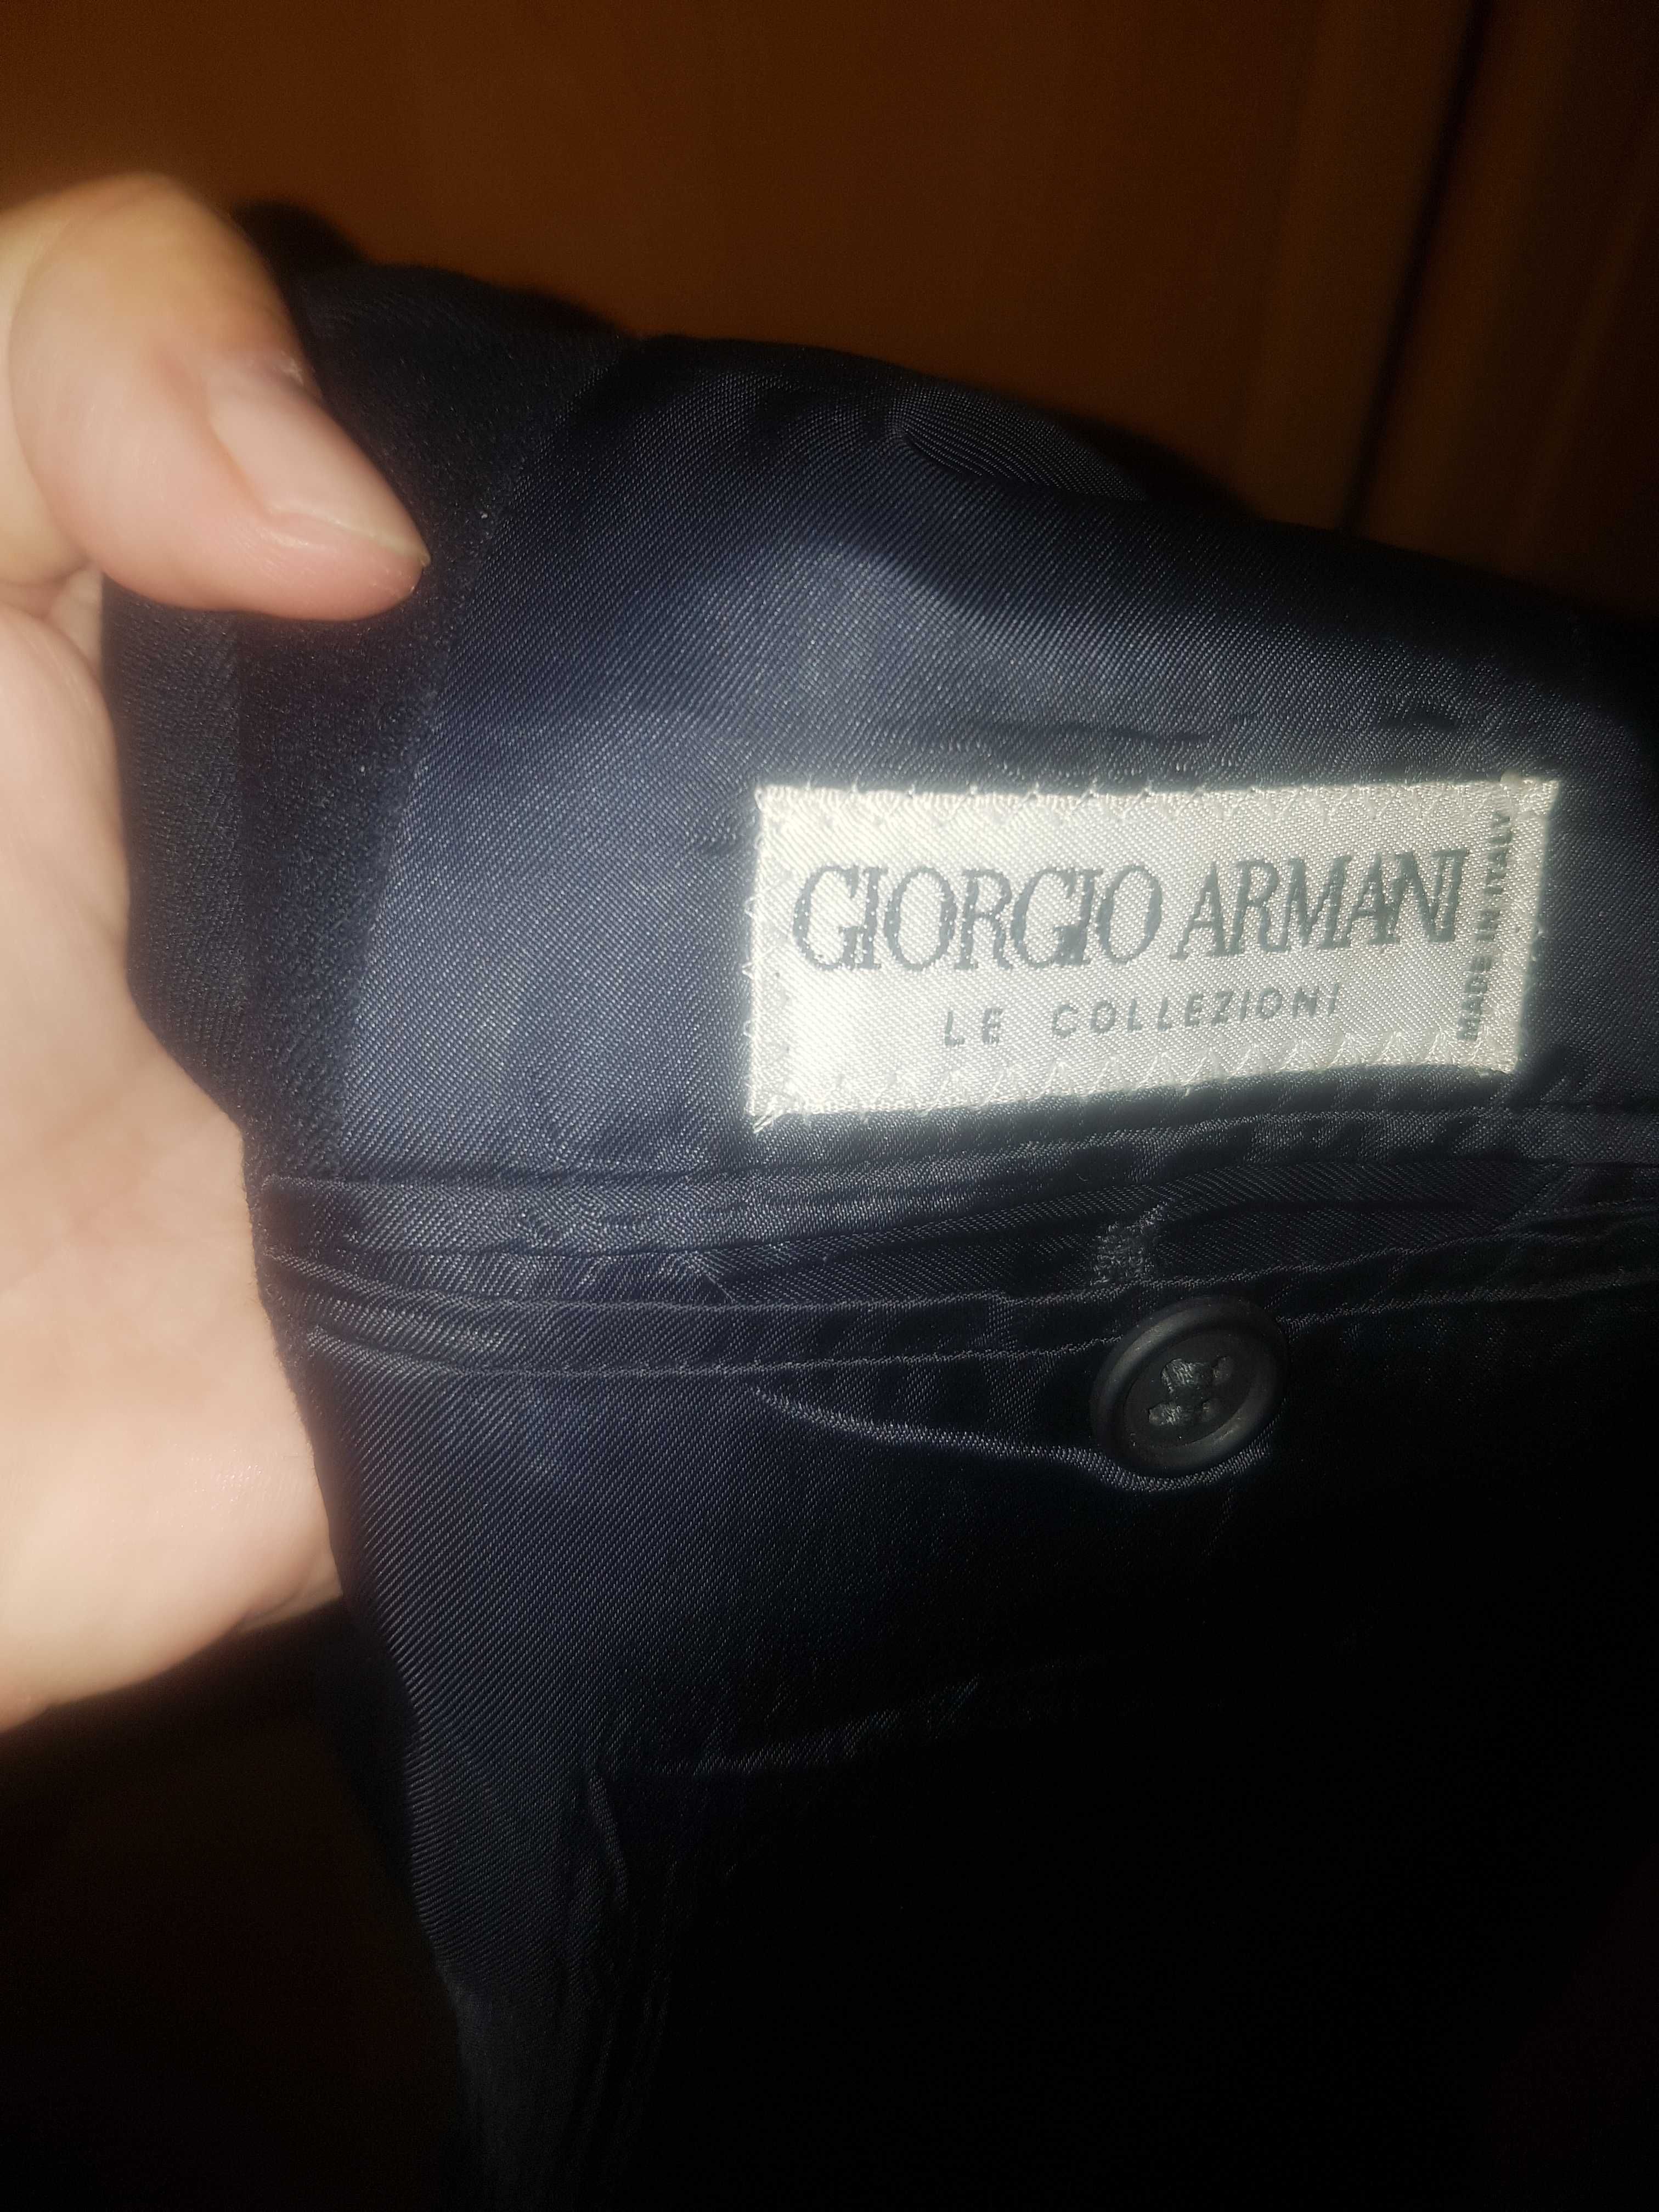 GIORGIO ARMANI
LE COLLEZIONI
MADE IN ITALY